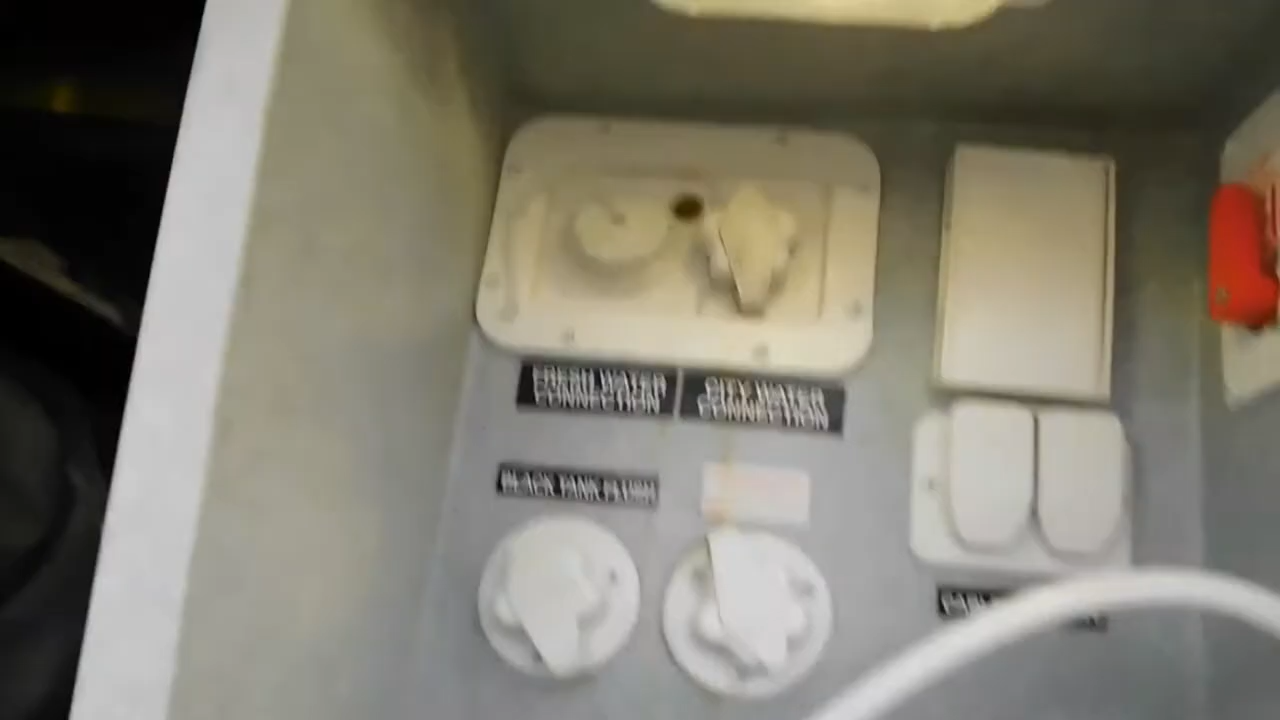 FRESH WATER
CONNECTION
CITY WATER
CONNECTION
BLACK TANK FLUSH